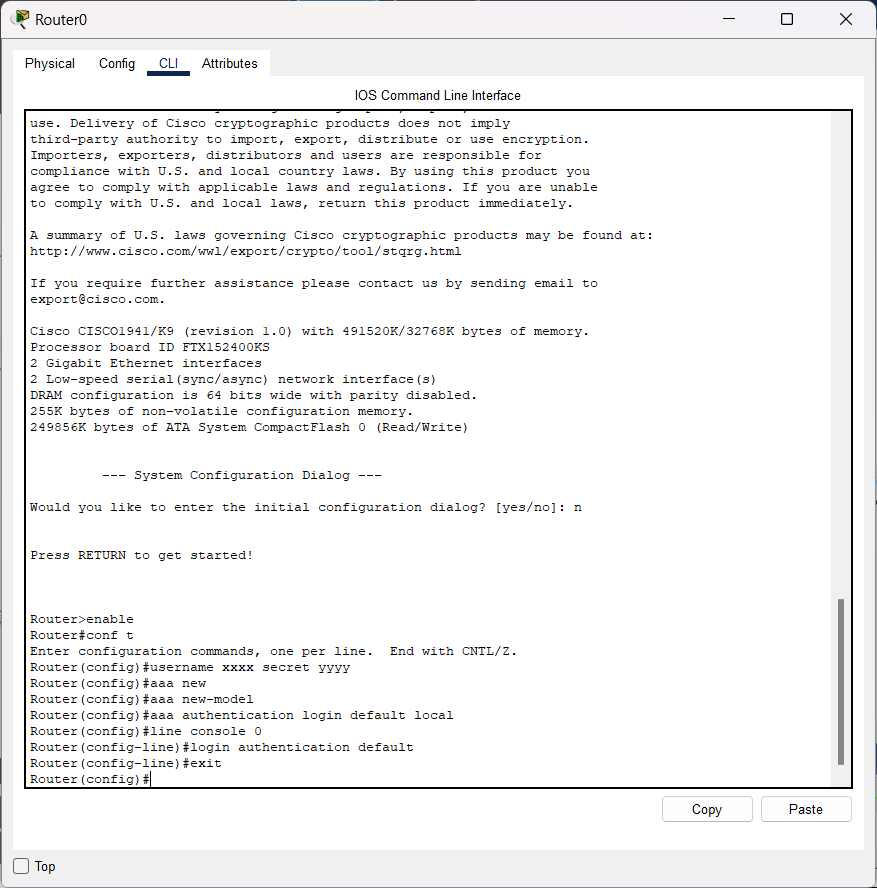 Router0
Physical Config CLI Attributes
IOS Command Line Interface
use. Delivery of Cisco cryptographic products does not imply
third-party authority to import, export, distribute or use encryption.
Importers, exporters, distributors and users are responsible for
compliance with U.S. and local country laws. By using this product you
agree to comply with applicable laws and regulations. If you are unable
to comply with U.S. and local laws, return this product immediately.
A summary of U.S. laws governing Cisco cryptographic products may be found at:
http://www.cisco.com/wwl/export/crypto/tool/stqrg.html
If you require further assistance please contact us by sending email to
export@cisco.com.
Cisco CISCO1941/K9 (revision 1.0) with 491520K/32768K bytes of memory.
Processor board ID FTX152400KS
2 Gigabit Ethernet interfaces
2 Low-speed serial(sync/async) network interface(s)
DRAM configuration is 64 bits wide with parity disabled.
255K bytes of non-volatile configuration memory.
249856K bytes of ATA System CompactFlash 0 (Read/Write)
--- System Configuration Dialog ---
Would you like to enter the initial configuration dialog? [yes/no]: n
Press RETURN to get started!
Router>enable
Router#conf t
Enter configuration commands, one per line.  End with CNTL/Z.
Router(config)#username xxxx secret yyyy
Router(config)#aaa new
Router(config)#aaa new-model
Router(config)#aaa authentication login default local
Router(config)#line console 0
Router(config-line)#login authentication default
Router(config-line)#exit
Router(config)#
Copy Paste
Top